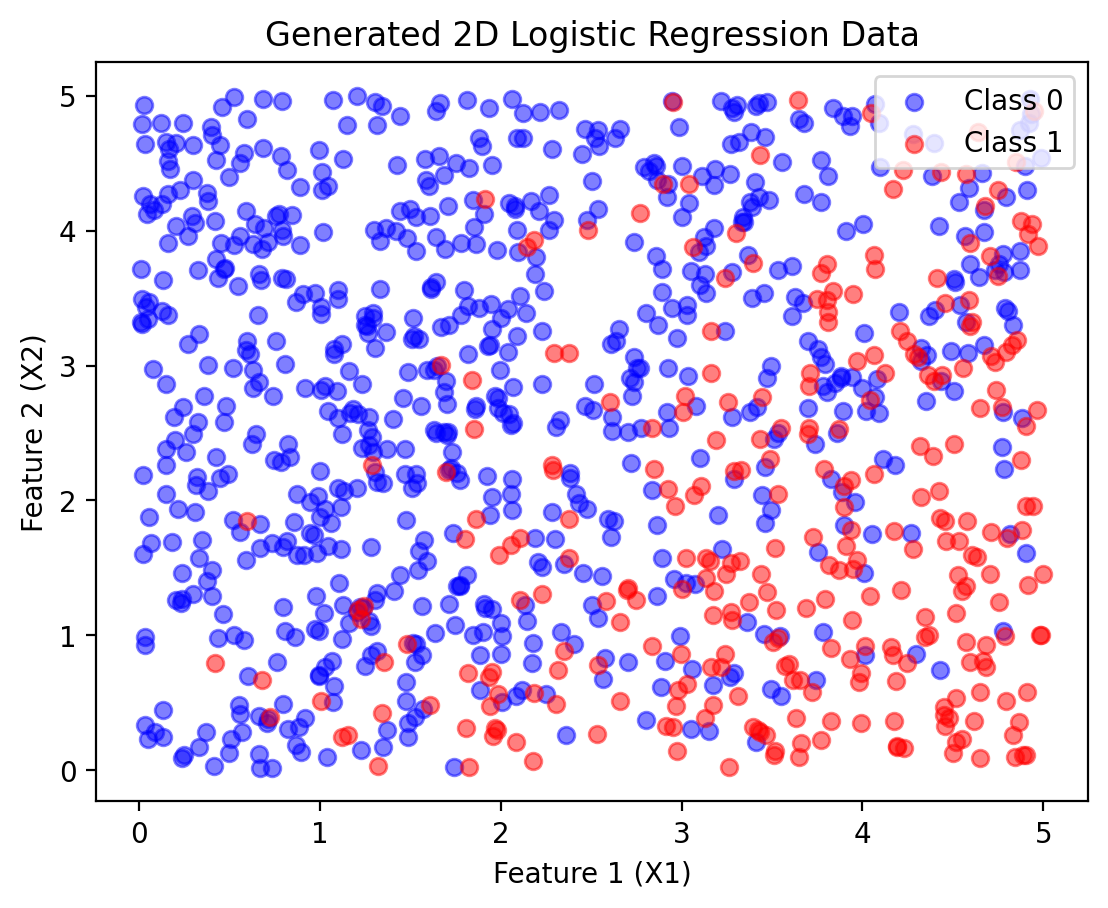 Generated 2D Logistic Regression Data
Class 0
Class 1
5
4
3
2
1
0
Feature 2 (X2)
0 1 2 3 4 5
Feature 1 (X1)